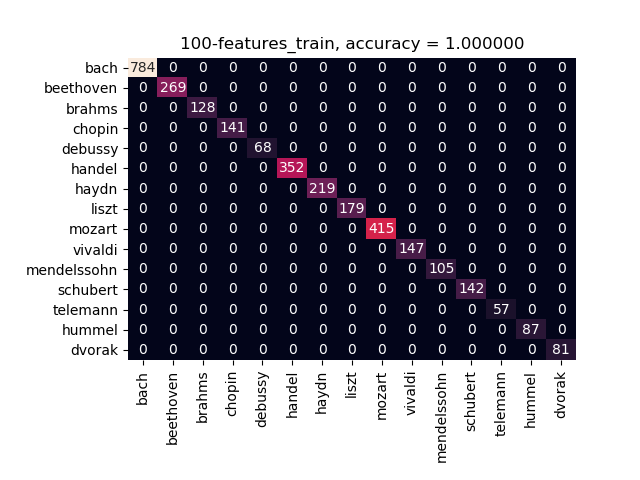 100-features_train, accuracy = 1.000000
bach 784 0 0 0 0 0 0 0 0 0 0 0 0 0 0
beethoven 0 269 0 0 0 0 0 0 0 0 0 0 0 0 0
brahms 0 0 128 0 0 0 0 0 0 0 0 0 0 0 0
chopin 0 0 0 141 0 0 0 0 0 0 0 0 0 0 0
debussy 0 0 0 0 68 0 0 0 0 0 0 0 0 0 0
handel 0 0 0 0 0 352 0 0 0 0 0 0 0 0 0
haydn 0 0 0 0 0 0 219 0 0 0 0 0 0 0 0
liszt 0 0 0 0 0 0 0 179 0 0 0 0 0 0 0
mozart 0 0 0 0 0 0 0 0 415 0 0 0 0 0 0
vivaldi 0 0 0 0 0 0 0 0 0 147 0 0 0 0 0
mendelssohn 0 0 0 0 0 0 0 0 0 0 105 0 0 0 0
schubert 0 0 0 0 0 0 0 0 0 0 0 142 0 0 0
telemann 0 0 0 0 0 0 0 0 0 0 0 0 57 0 0
hummel 0 0 0 0 0 0 0 0 0 0 0 0 0 87 0
dvorak 0 0 0 0 0 0 0 0 0 0 0 0 0 0 81
bach
beethoven
brahms
chopin
debussy
handel
haydn
liszt
mozart
vivaldi
mendelssohn
schubert
telemann
hummel
dvorak